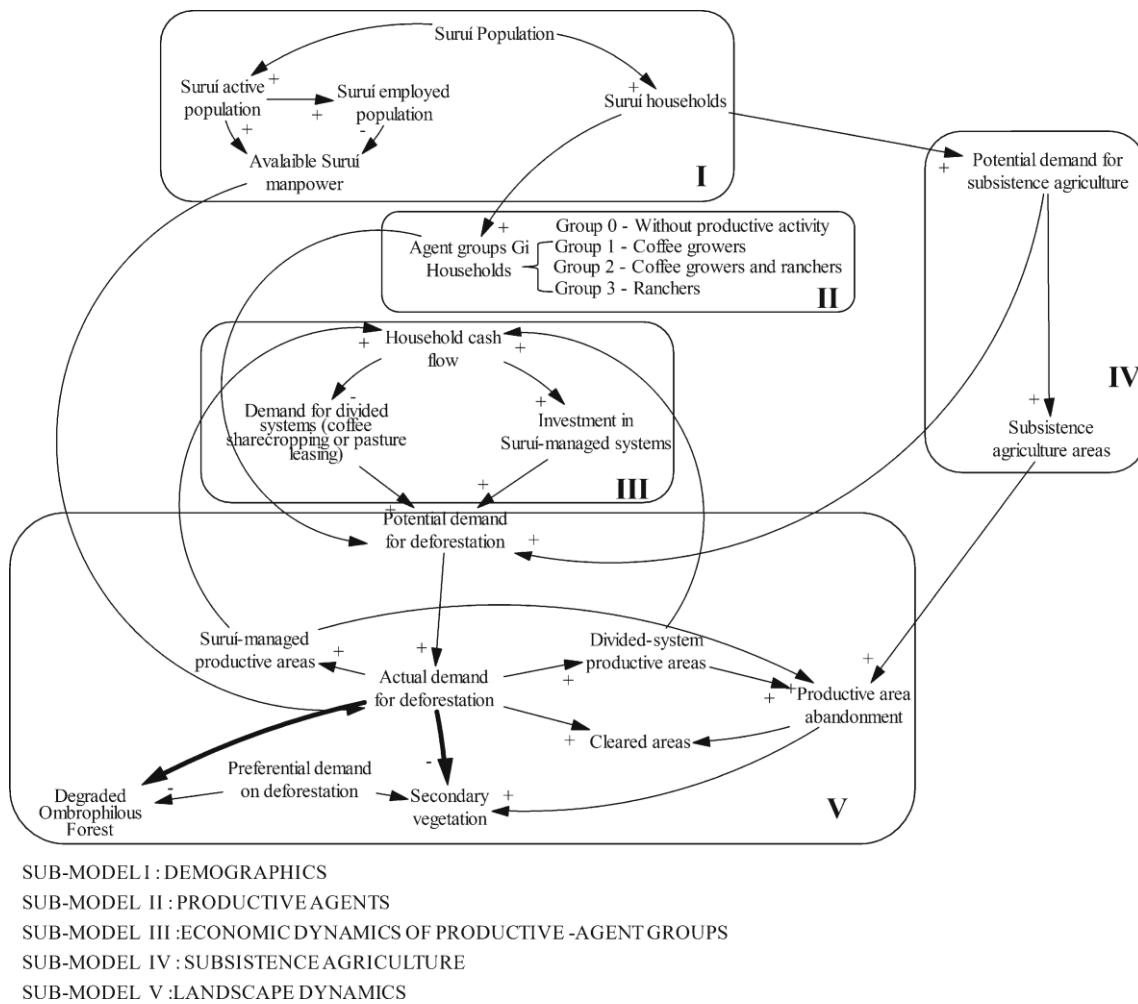 Suruí Population
Suruí active
population
+
+
Suruí employed
population
+
-
Avalaible Suruí
manpower
+
Suruí households
I
+
Potential demand for
subsistence agriculture
+
Agent groups Gi
Households
Group 0 - Without productive activity
Group 1 - Coffee growers
Group 2 - Coffee growers and ranchers
Group 3 - Ranchers
II
+
Household cash
flow
+
-
Demand for divided
systems (coffee
sharecropping or pasture
leasing)
+
Investment in
Suruí-managed systems
+
III
+
Subsistence
agriculture areas
IV
+
Potential demand
for deforestation
+
Suruí-managed
productive areas
+
+
Actual demand
for deforestation
Divided-system
productive areas
+
+
+
+
Productive area
abandonment
+
Cleared areas
-
Preferential demand
on deforestation
-
Degraded
Ombrophilous
Forest
Secondary
vegetation
+
V
SUB-MODEL I : DEMOGRAPHICS
SUB-MODEL II : PRODUCTIVE AGENTS
SUB-MODEL III :ECONOMIC DYNAMICS OF PRODUCTIVE -AGENT GROUPS
SUB-MODEL IV : SUBSISTENCE AGRICULTURE
SUB-MODEL V : LANDSCAPE DYNAMICS